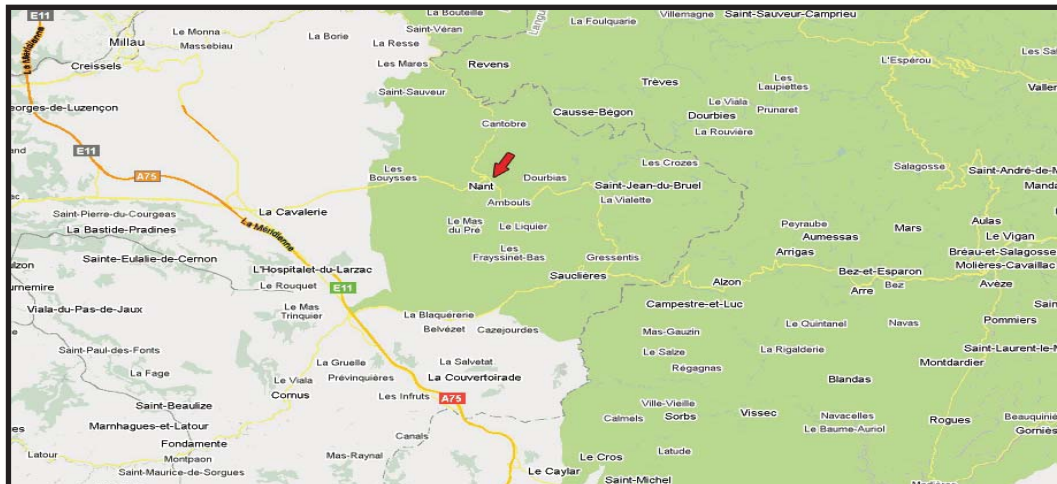 E11
Le Monna
Millau
Massebiau
Creissels
La Méridienne
La Borie
La Bouteille
Saint-Véran
La Resse
Les Mares
Saint-Sauveur
Revens
La Foulquarie
Villemagne
Saint-Sauveur-Camprieu
L'Espérou
Trèves
Les
Laupiettes
Le Viala
Prunaret
Dourbies
La Rouvière
Causse-Bégon
Cantobre
eorges-de-Luzençon
E11
A75
Les
Bouysses
Nant
Dourbias
Ambouls
Les Crozes
Saint-Jean-du-Bruel
La Vialette
Salagosse
Saint-André-de-M
Saint-Pierre-du-Courgeas
La Bastide-Pradines
La Cavalerie
La Méridienne
Le Mas
du Pré
Le Liquier
Les
Frayssinet-Bas
Gressentis
Sauclières
Peyraube
Aumessas
Arrigas
Mars
Aulas
Le Vigan
Bréau-et-Salagosse
Molières-Cavaillac
Sainte-Eulalie-de-Cernon
L'Hospitalet-du-Larzac
Le Rouquet
E11
Le Mas
Trinquier
Viala-du-Pas-de-Jaux
La Blaquèrerie
Belvézet
Cazejourdes
Alzon
Campestre-et-Luc
Bez-et-Esparon
Arre
Bez
Avèze
Pommiers
Mas-Gauzin
Le Quintanel
Navas
Le Salze
La Rigalderie
Régagnas
Saint-Laurent-le-M
Montdardier
Blandas
Saint-Paul-des-Fonts
La Fage
La Gruelle
Le Viala
Prévinquières
Cornus
La Salvetat
La Couvertoirade
Les Infruts
A75
Saint-Beaulize
Marnhagues-et-Latour
Fondamente
Latour
Montpaon
Saint-Maurice-de-Sorgues
Canals
Mas-Raynal
Le Caylar
Ville-Vieille
Calmels
Sorbs
Vissec
Navacelles
Le Baume-Auriol
Rogues
Latude
Le Cros
Saint-Michel